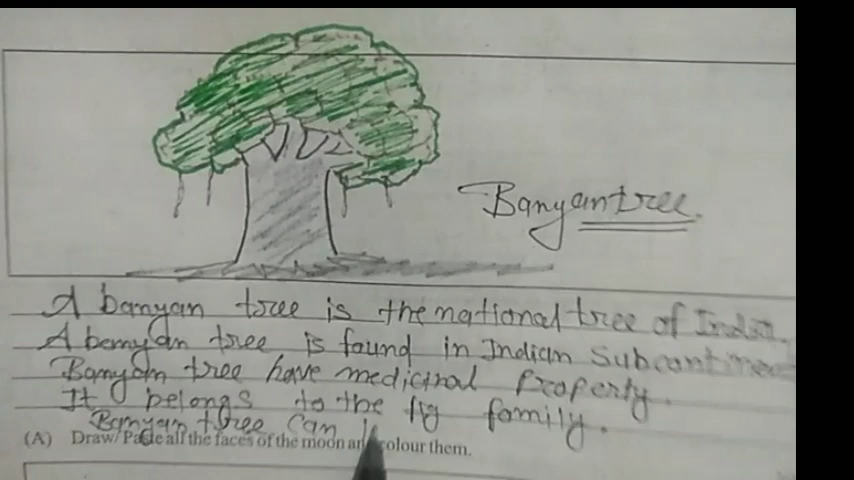 Banyan tree.
A banyan tree is the national tree of India.
A banyan tree is found in Indian Subcontinent
Banyan tree have medicinal Property.
It belongs to the fig family.
Banyan tree can
(A) Draw/Paste all the faces of the moon and colour them.